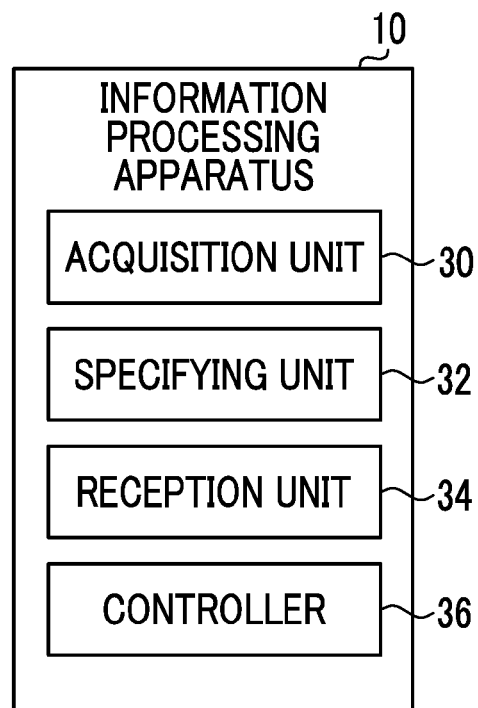 10
INFORMATION
PROCESSING
APPARATUS
ACQUISITION UNIT
30
SPECIFYING UNIT
32
RECEPTION UNIT
34
CONTROLLER
36